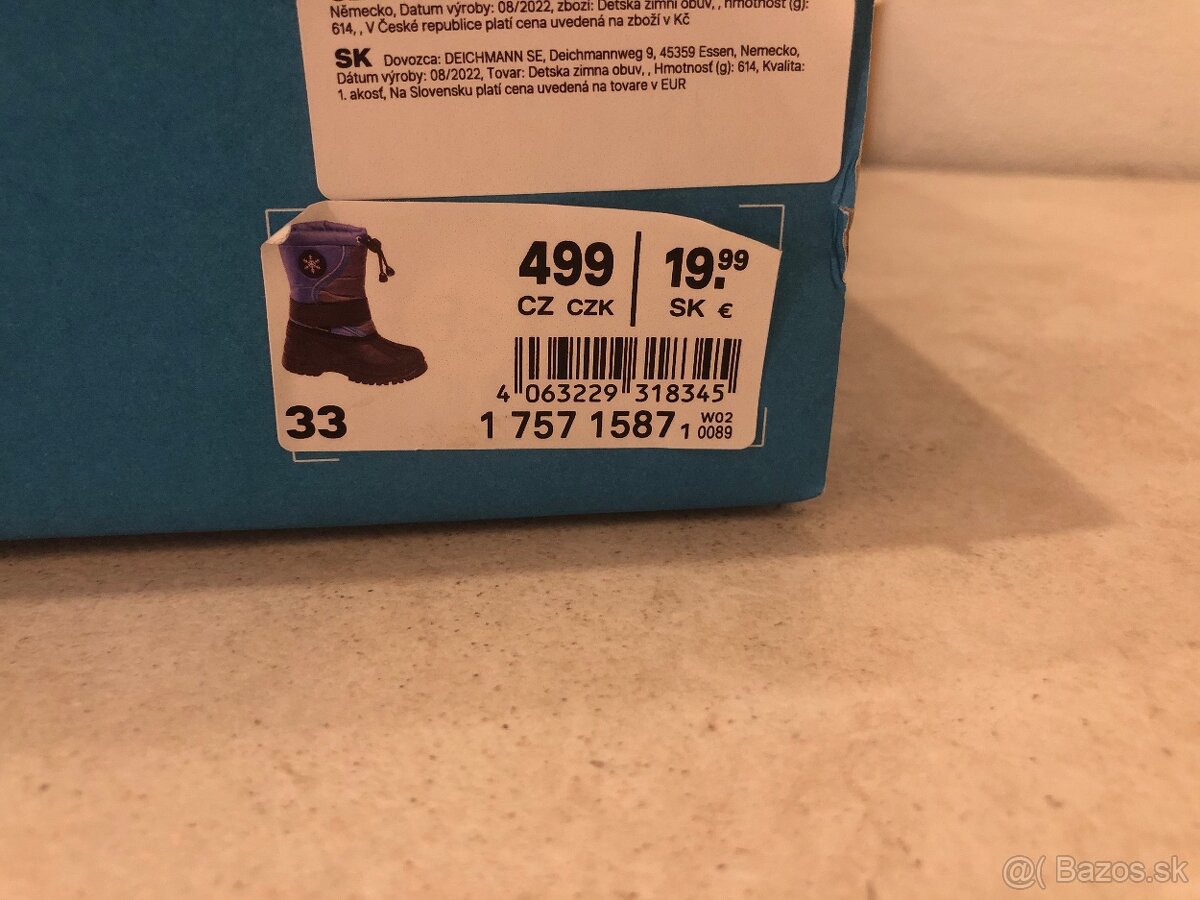 Německo, Datum výroby: 08/2022, zboží: Dětská zimní obuv, , hmotnost (g):
614, , V České republice platí cena uvedená na zboží v Kč
SK Dovozca: DEICHMANN SE, Deichmannweg 9, 45359 Essen, Nemecko,
Dátum výroby: 08/2022, Tovar: Detska zimna obuv, , Hmotnosť (g): 614, Kvalita:
1. akosť, Na Slovensku platí cena uvedená na tovare v EUR
499 19.99
CZ CZK SK €
4 063229 318345
33
1 757 1587 1 W02 0089
@( Bazos.sk